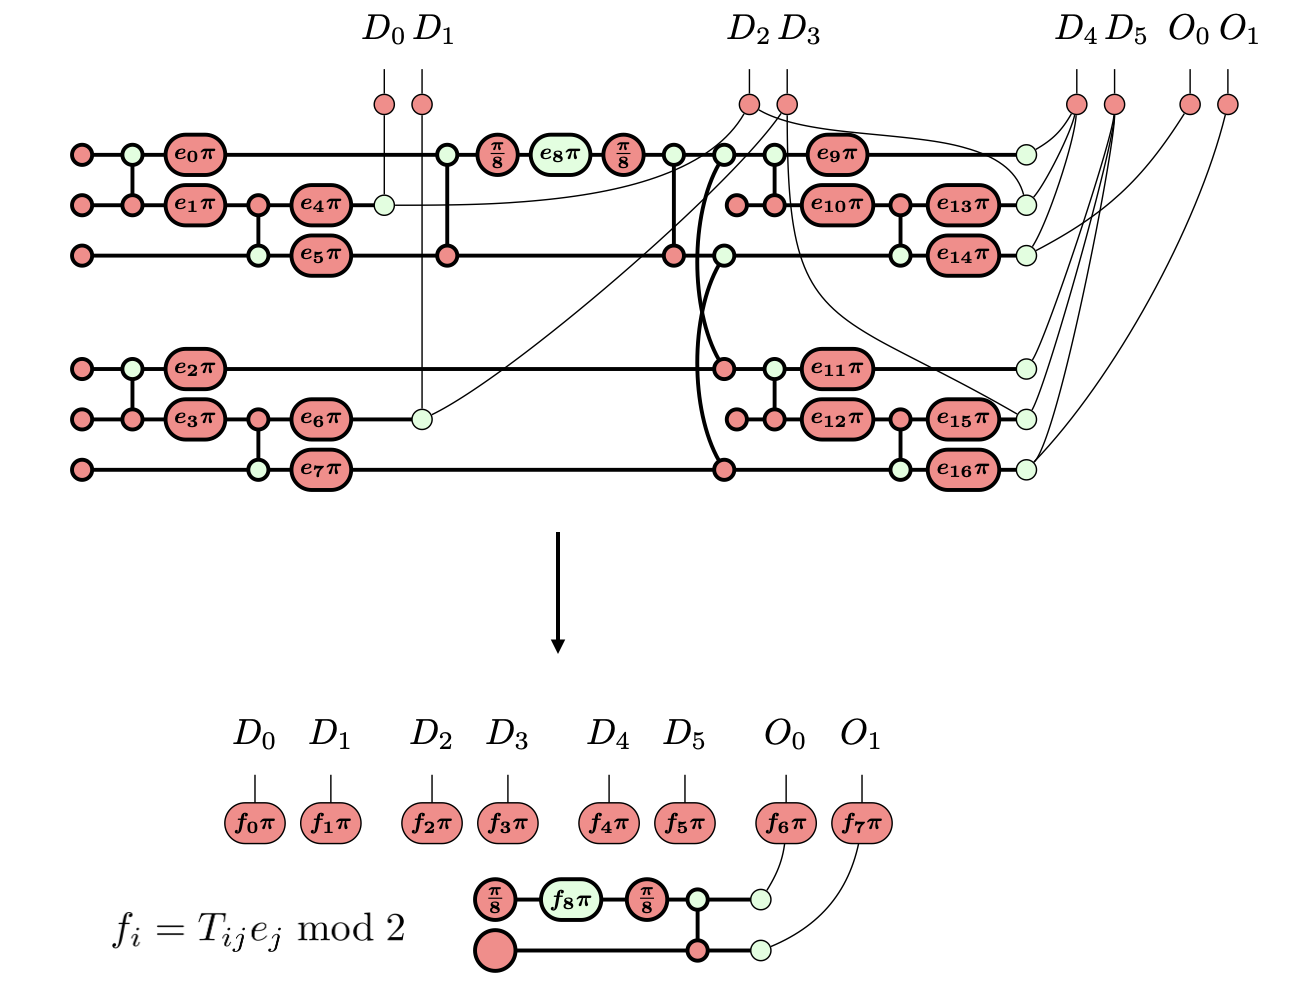 D₀ D₁ D₂ D₃ D₄ D₅ O₀ O₁
e₀π π/8 e₈π π/8 e₉π
e₁π e₄π e₁₀π e₁₃π
e₅π e₁₄π
e₂π e₁₁π
e₃π e₆π e₁₂π e₁₅π
e₇π e₁₆π
D₀ D₁ D₂ D₃ D₄ D₅ O₀ O₁
f₀π f₁π f₂π f₃π f₄π f₅π f₆π f₇π
π/8 f₈π π/8
fᵢ = Tᵢⱼeⱼ mod 2